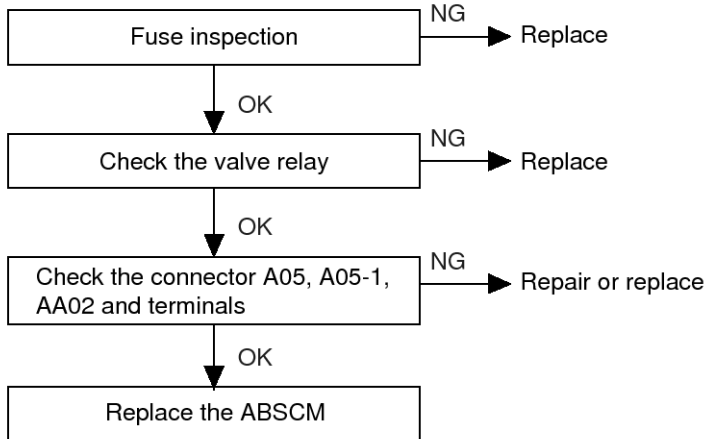 Fuse inspection
NG
Replace
OK
Check the valve relay
NG
Replace
OK
Check the connector A05, A05-1,
AA02 and terminals
NG
Repair or replace
OK
Replace the ABSCM